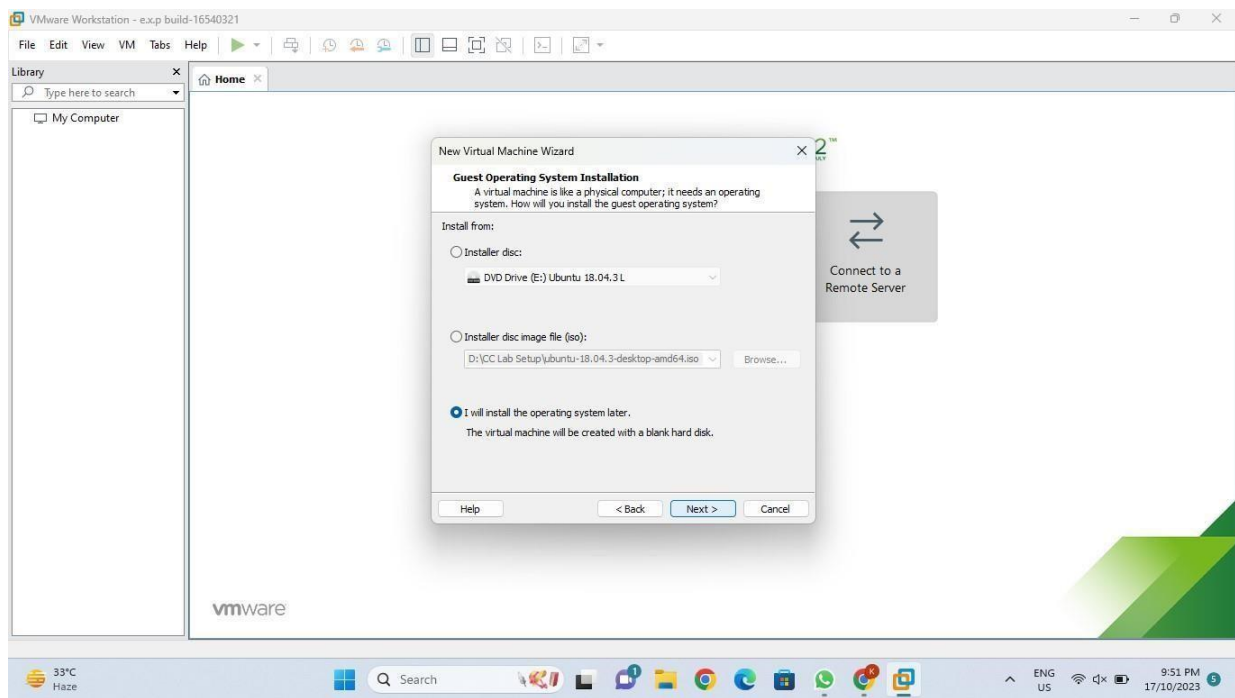 VMware Workstation - e.x.p build-16540321
File Edit View VM Tabs Help
Library
Type here to search
My Computer
Home
2™
New Virtual Machine Wizard
Guest Operating System Installation
A virtual machine is like a physical computer; it needs an operating
system. How will you install the guest operating system?
Install from:
Installer disc:
DVD Drive (E:) Ubuntu 18.04.3 L
Installer disc image file (iso):
D:\CC Lab Setup\ubuntu-18.04.3-desktop-amd64.iso
Browse...
I will install the operating system later.
The virtual machine will be created with a blank hard disk.
Help < Back Next > Cancel
Connect to a
Remote Server
vmware
33°C
Haze
Search
1
K
ENG
US
9:51 PM
17/10/2023
5